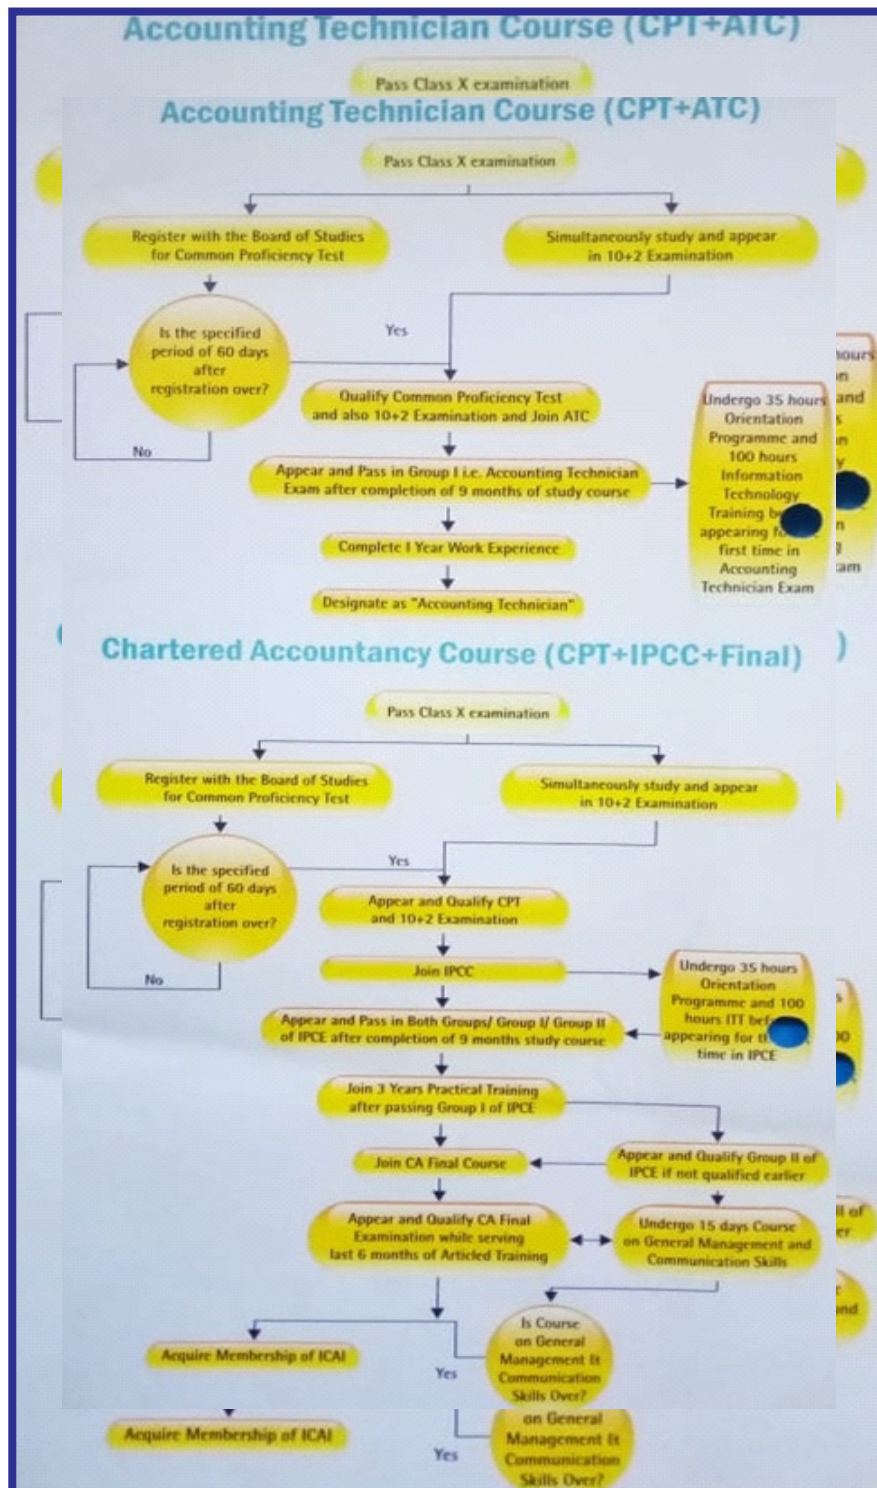 Accounting Technician Course (CPT+ATC)
Pass Class X examination
Accounting Technician Course (CPT+ATC)
Pass Class X examination
Register with the Board of Studies
for Common Proficiency Test
Simultaneously study and appear
in 10+2 Examination
Is the specified
period of 60 days
after
registration over?
Yes
No
Qualify Common Proficiency Test
and also 10+2 Examination and Join ATC
Appear and Pass in Group I i.e. Accounting Technician
Exam after completion of 9 months of study course
Undergo 35 hours
Orientation
Programme and
100 hours
Information
Technology
Training
appearing
first time in
Accounting
Technician Exam
hours
and
Complete 1 Year Work Experience
Designate as "Accounting Technician"
Chartered Accountancy Course (CPT+IPCC+Final)
)
Pass Class X examination
Register with the Board of Studies
for Common Proficiency Test
Simultaneously study and appear
in 10+2 Examination
Is the specified
period of 60 days
after
registration over?
Yes
No
Appear and Qualify CPT
and 10+2 Examination
Join IPCC
Undergo 35 hours
Orientation
Programme and 100
hours ITT
appearing for
time in IPCE
Appear and Pass in Both Groups/ Group I/ Group II
of IPCE after completion of 9 months study course
Join 3 Years Practical Training
after passing Group I of IPCE
Join CA Final Course
Appear and Qualify Group II of
IPCE if not qualified earlier
Appear and Qualify CA Final
Examination while serving
last 6 months of Articled Training
Undergo 15 days Course
on General Management and
Communication Skills
Is Course
on General
Management &
Communication
Skills Over?
Yes
Acquire Membership of ICAI
Acquire Membership of ICAI
Yes
on General
Management &
Communication
Skills Over?